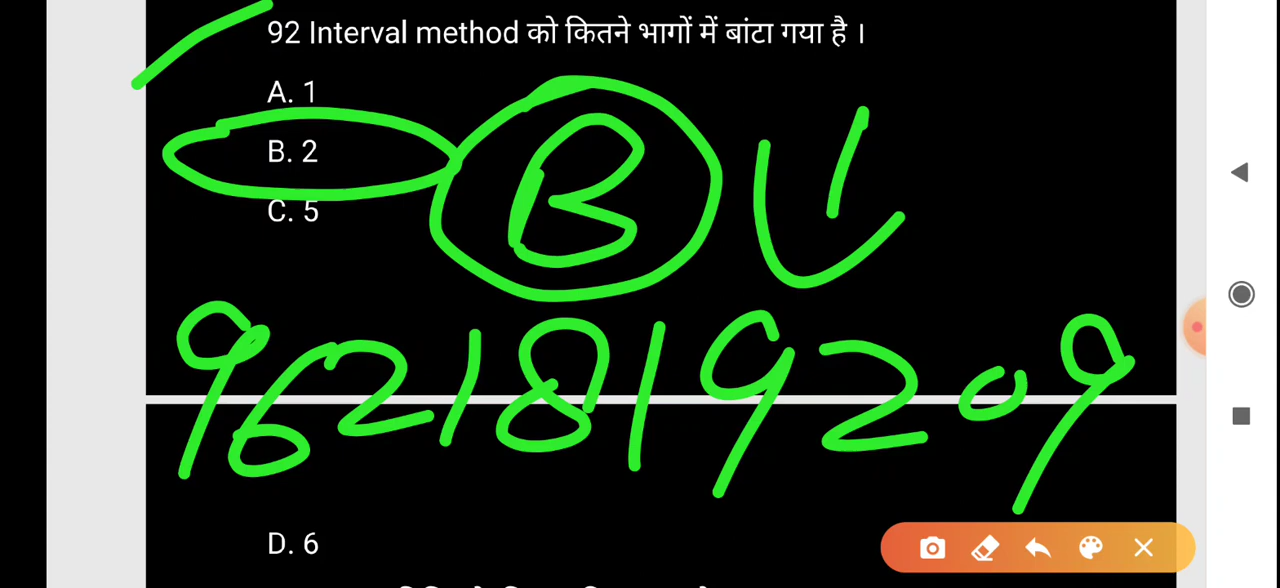 92 Interval method को कितने भागों में बांटा गया है ।
A. 1
B. 2
B
C. 5
9621819209
D. 6